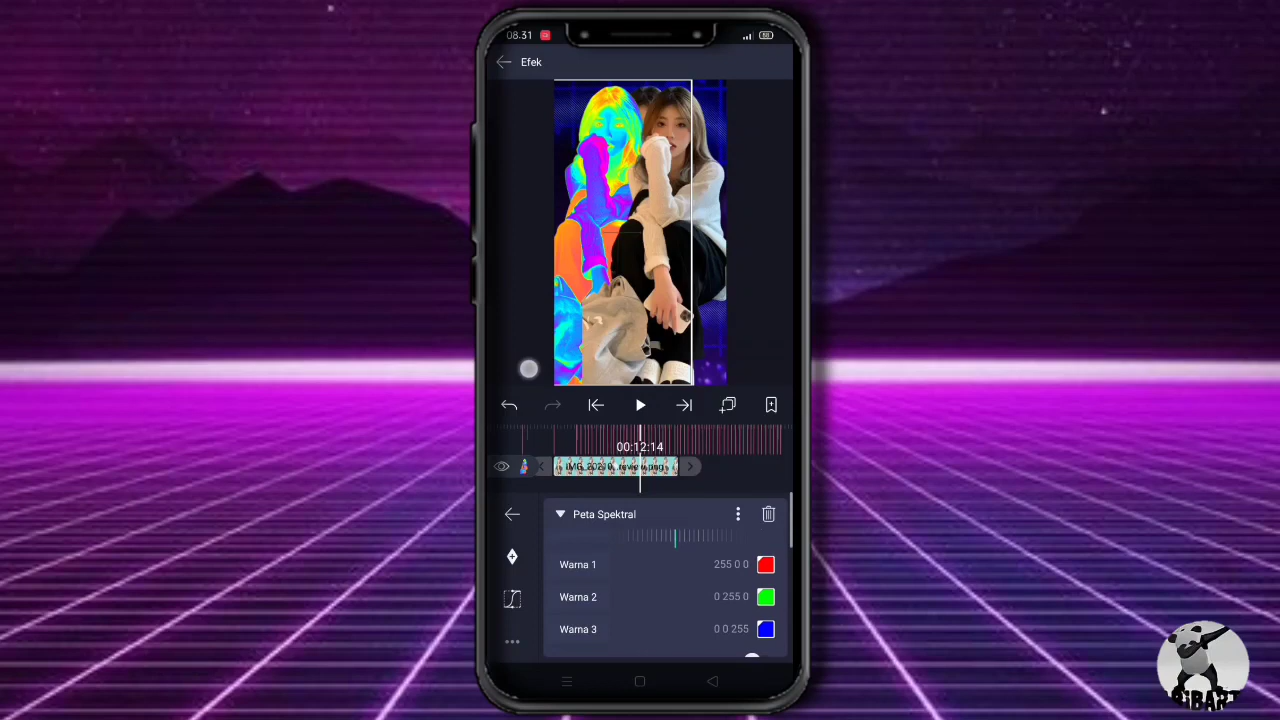 08.31
Efek
00:12:14
Peta Spektral
Warna 1 255 0 0
Warna 2 0 255 0
Warna 3 0 0 255